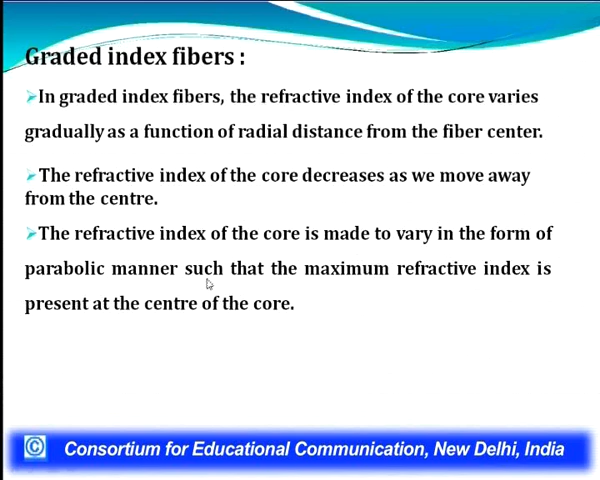 Graded index fibers :
➢In graded index fibers, the refractive index of the core varies
gradually as a function of radial distance from the fiber center.
➢The refractive index of the core decreases as we move away
from the centre.
➢The refractive index of the core is made to vary in the form of
parabolic manner such that the maximum refractive index is
present at the centre of the core.
© Consortium for Educational Communication, New Delhi, India